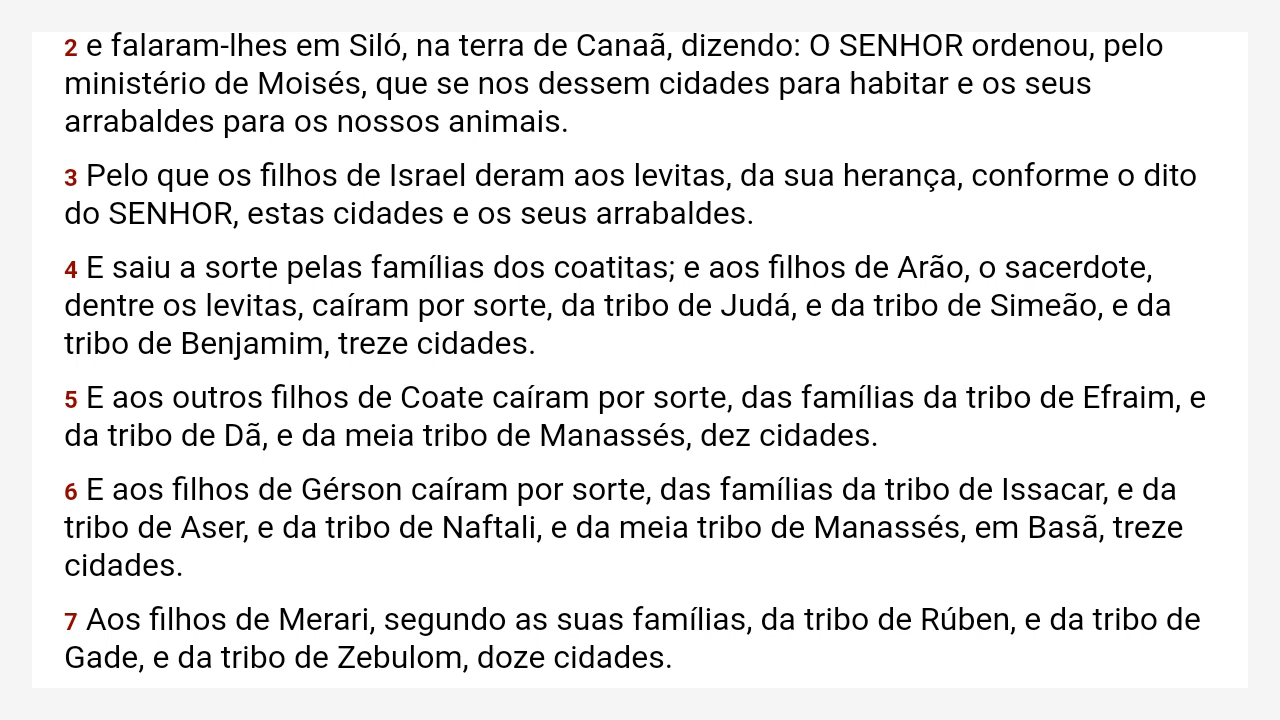 2 e falaram-lhes em Siló, na terra de Canaã, dizendo: O SENHOR ordenou, pelo
ministério de Moisés, que se nos dessem cidades para habitar e os seus
arrabaldes para os nossos animais.
3 Pelo que os filhos de Israel deram aos levitas, da sua herança, conforme o dito
do SENHOR, estas cidades e os seus arrabaldes.
4 E saiu a sorte pelas famílias dos coatitas; e aos filhos de Arão, o sacerdote,
dentre os levitas, caíram por sorte, da tribo de Judá, e da tribo de Simeão, e da
tribo de Benjamim, treze cidades.
5 E aos outros filhos de Coate caíram por sorte, das famílias da tribo de Efraim, e
da tribo de Dã, e da meia tribo de Manassés, dez cidades.
6 E aos filhos de Gérson caíram por sorte, das famílias da tribo de Issacar, e da
tribo de Aser, e da tribo de Naftali, e da meia tribo de Manassés, em Basã, treze
cidades.
7 Aos filhos de Merari, segundo as suas famílias, da tribo de Rúben, e da tribo de
Gade, e da tribo de Zebulom, doze cidades.